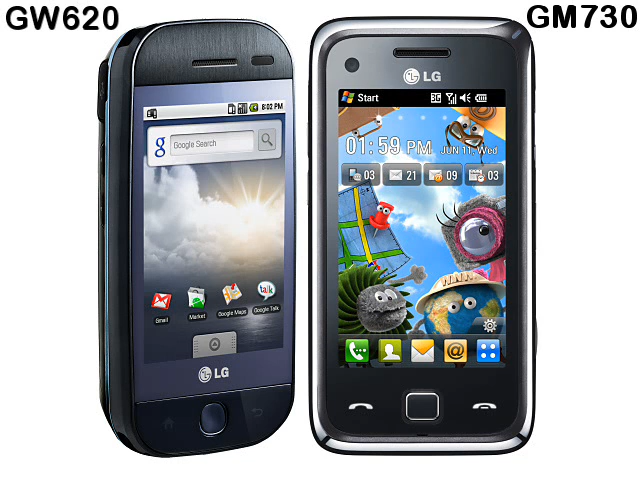 GW620
GM730
8:02 PM
g Google Search
Gmail
Market
Google Maps
Google Talk
talk
LG
LG
Start
3G
01:59 PM
JUN 11, Wed
03
21
09
03
@